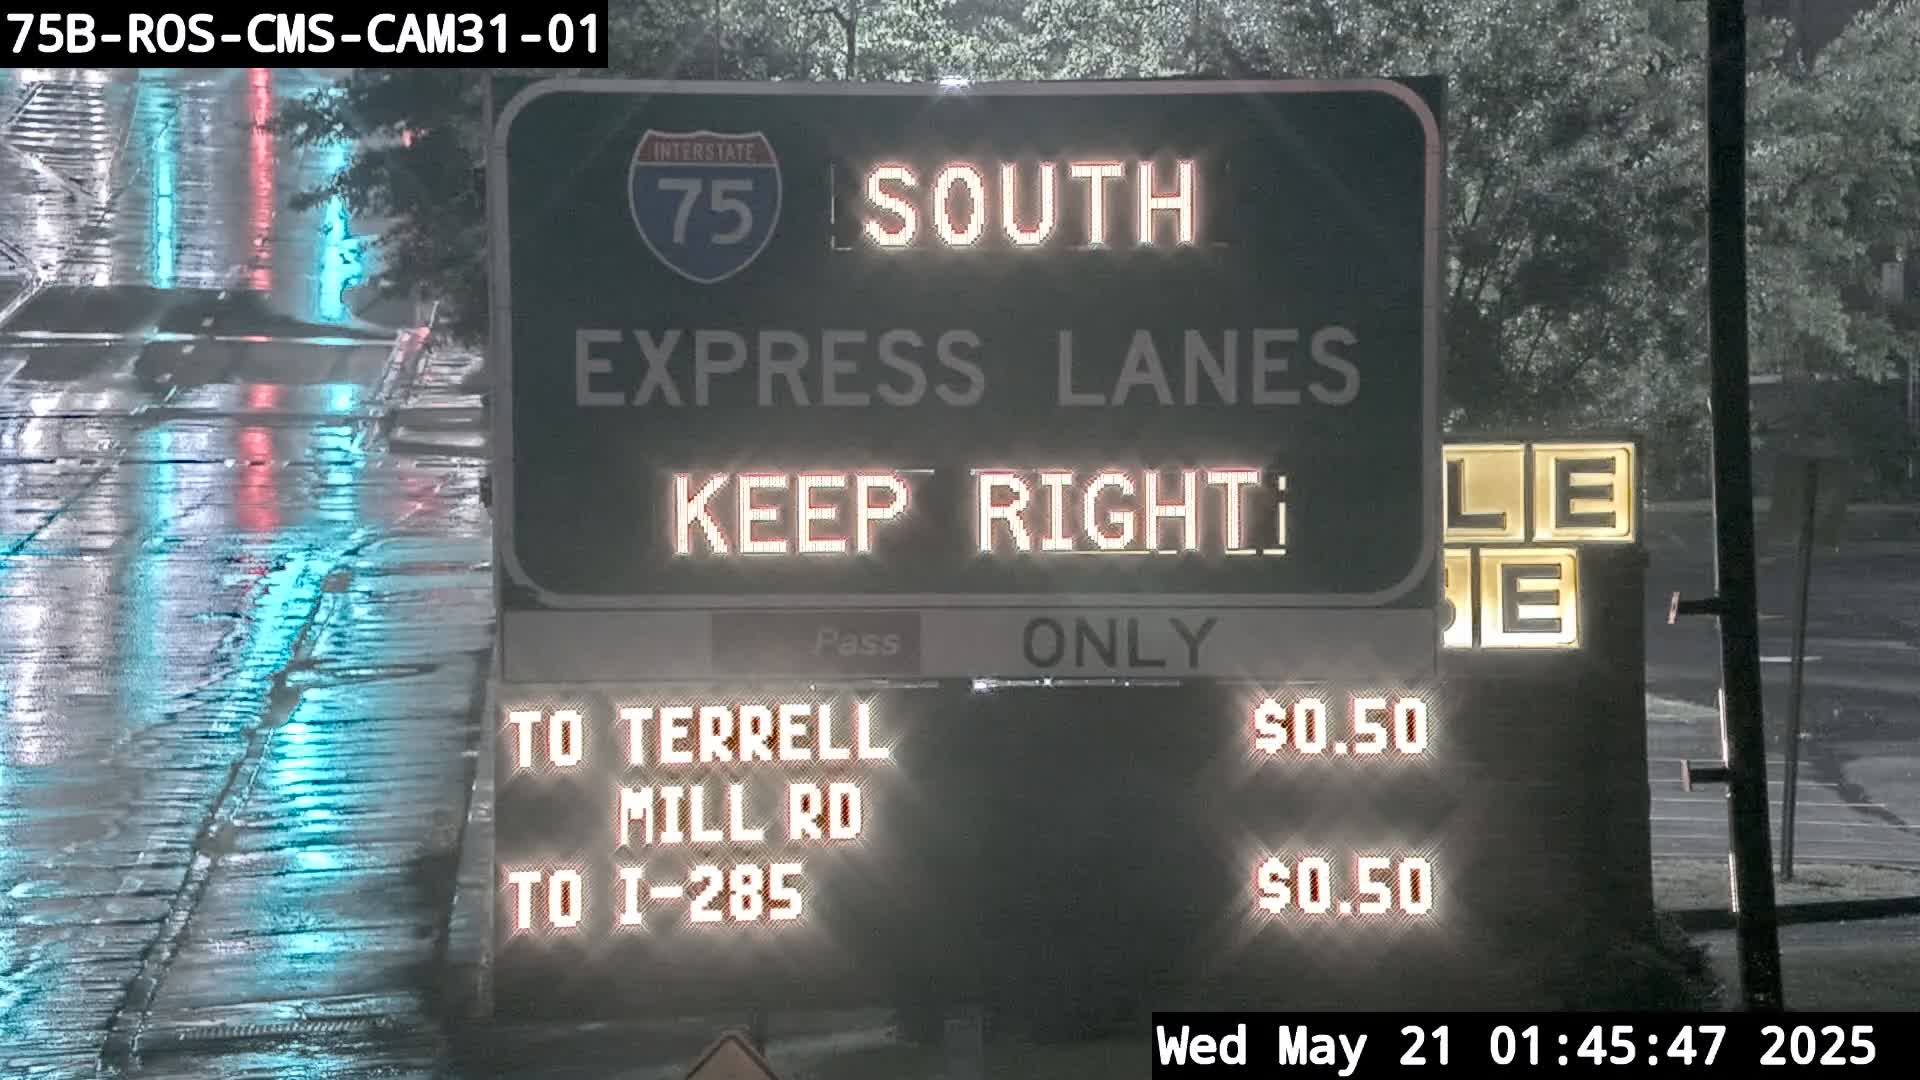 75B-ROS-CMS-CAM31-01
INTERSTATE
75
SOUTH
EXPRESS LANES
KEEP RIGHT
Pass ONLY
TO TERRELL $0.50
MILL RD
TO I-285 $0.50
LE
E
Wed May 21 01:45:47 2025